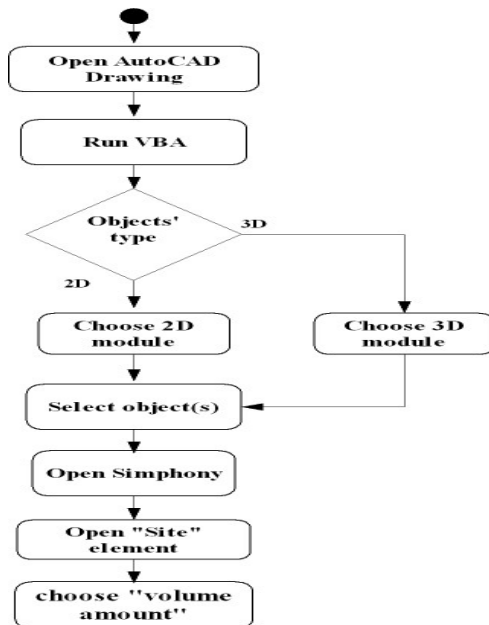 Open AutoCAD
Drawing
Run VBA
Objects'
type
3D
2D
Choose 2D
module
Choose 3D
module
Select object(s)
Open Simphony
Open "Site"
element
choose "volume
amount"